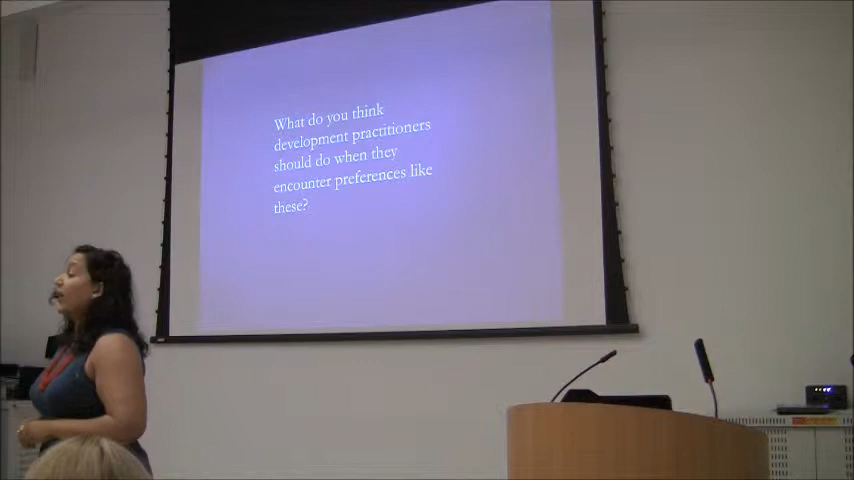 What do you think
development practitioners
should do when they
encounter preferences like
these?